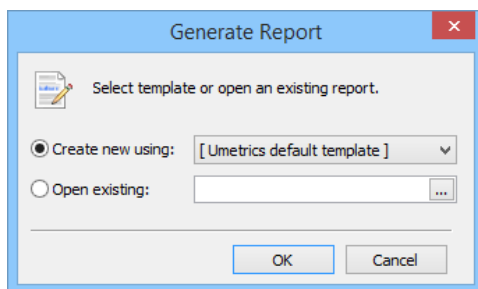 Generate Report
Select template or open an existing report.
Create new using: [ Umetrics default template ]
Open existing: ...
OK Cancel